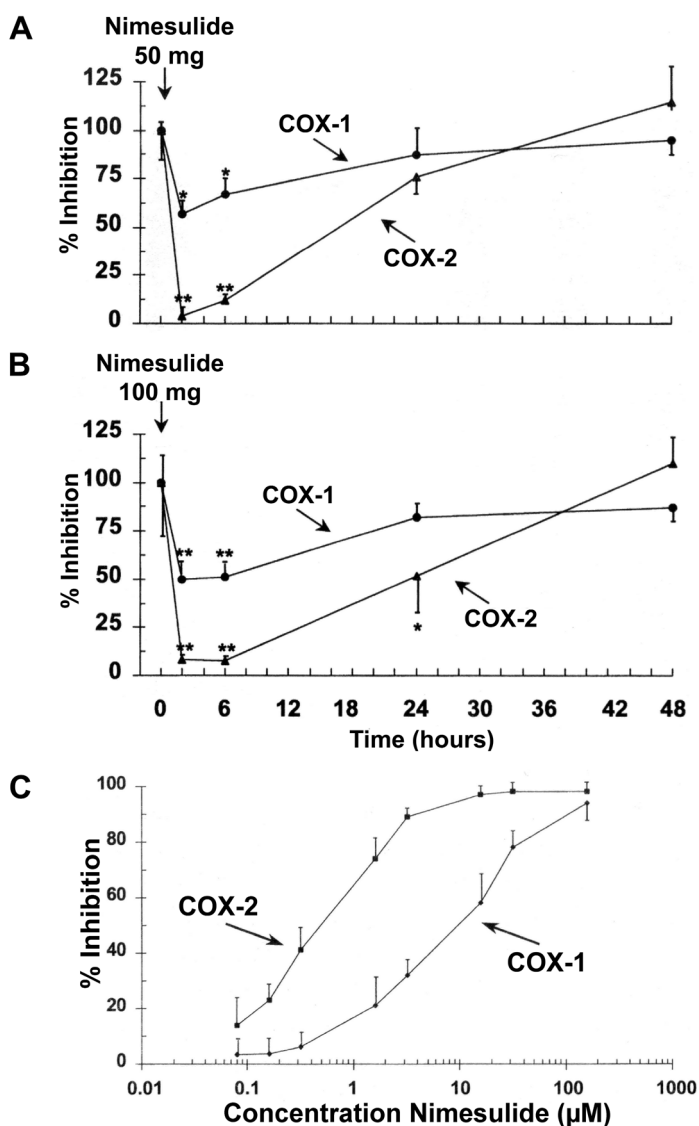 A
Nimesulide
50 mg
125
100
75
50
25
0
% Inhibition
COX-1
COX-2
*
*
**
**
B
Nimesulide
100 mg
125
100
75
50
25
0
% Inhibition
COX-1
COX-2
**
**
**
**
*
0 6 12 18 24 30 36 42 48
Time (hours)
C
100
80
60
40
20
0
% Inhibition
COX-2
COX-1
0.01 0.1 1 10 100 1000
Concentration Nimesulide (µM)